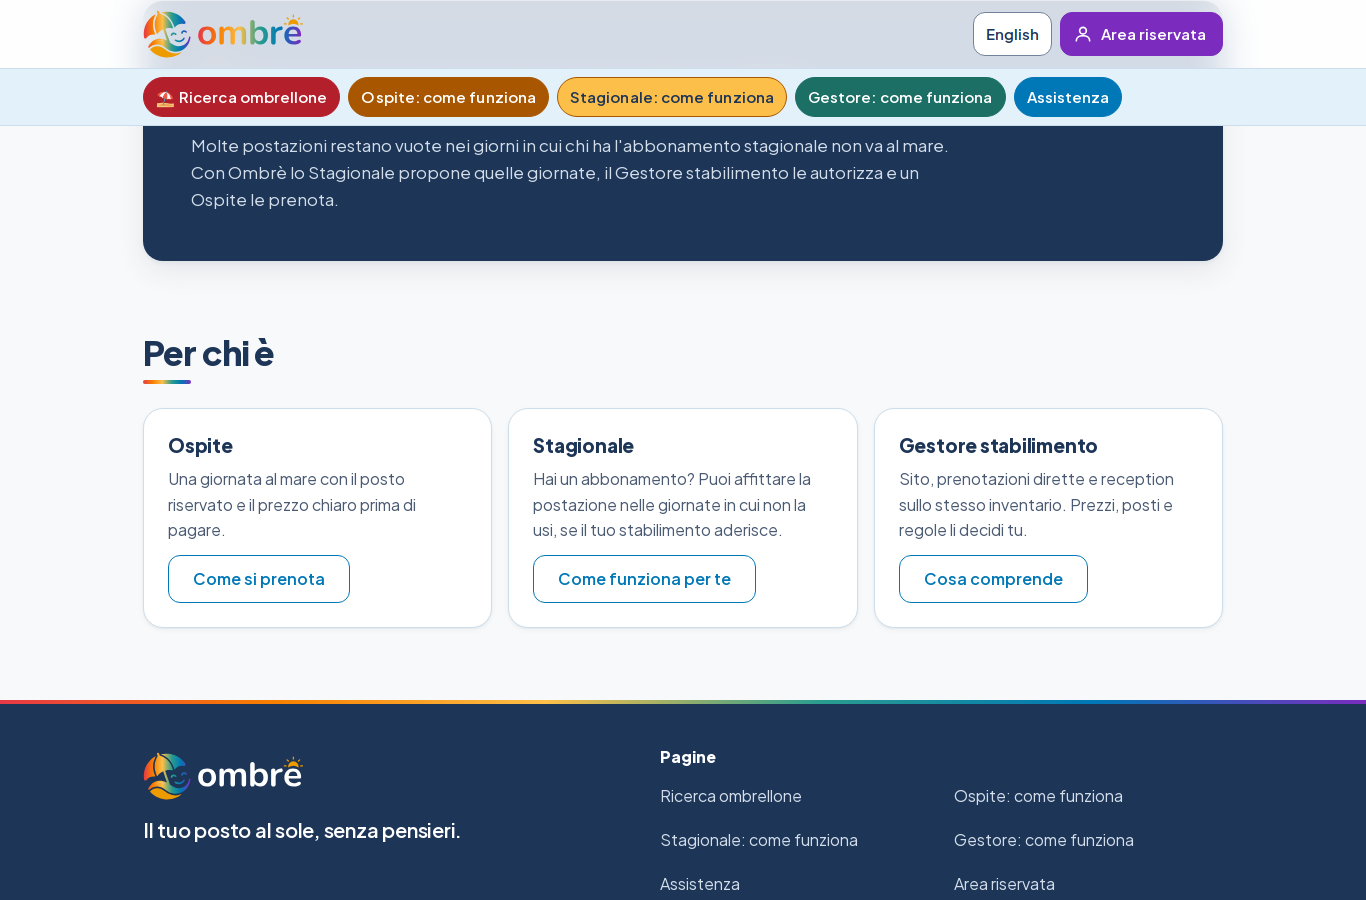 ombrè
English
Area riservata
⛱️ Ricerca ombrellone
Ospite: come funziona
Stagionale: come funziona
Gestore: come funziona
Assistenza
Molte postazioni restano vuote nei giorni in cui chi ha l'abbonamento stagionale non va al mare.
Con Ombrè lo Stagionale propone quelle giornate, il Gestore stabilimento le autorizza e un
Ospite le prenota.
Per chi è
Ospite
Una giornata al mare con il posto
riservato e il prezzo chiaro prima di
pagare.
Come si prenota
Stagionale
Hai un abbonamento? Puoi affittare la
postazione nelle giornate in cui non la
usi, se il tuo stabilimento aderisce.
Come funziona per te
Gestore stabilimento
Sito, prenotazioni dirette e reception
sullo stesso inventario. Prezzi, posti e
regole li decidi tu.
Cosa comprende
ombrè
Il tuo posto al sole, senza pensieri.
Pagine
Ricerca ombrellone
Ospite: come funziona
Stagionale: come funziona
Gestore: come funziona
Assistenza
Area riservata